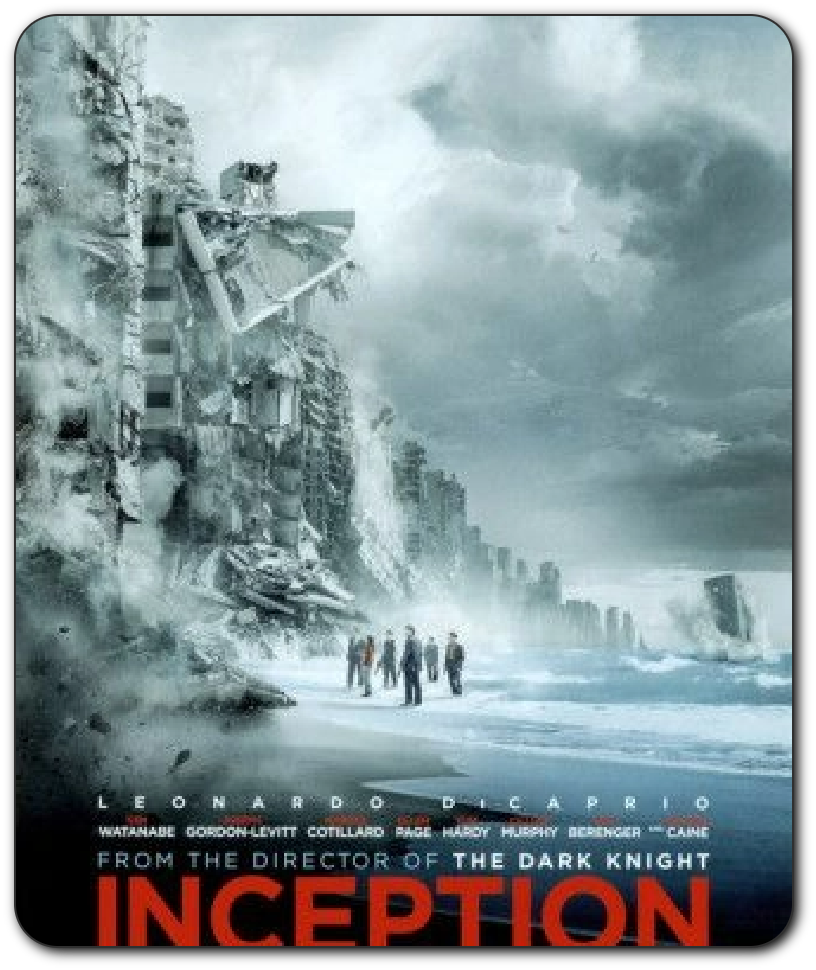 LEONARDO DiCAPRIO
WATANABE GORDON-LEVITT COTILLARD PAGE HARDY MURPHY BERENGER AND CAINE
FROM THE DIRECTOR OF THE DARK KNIGHT
INCEPTION